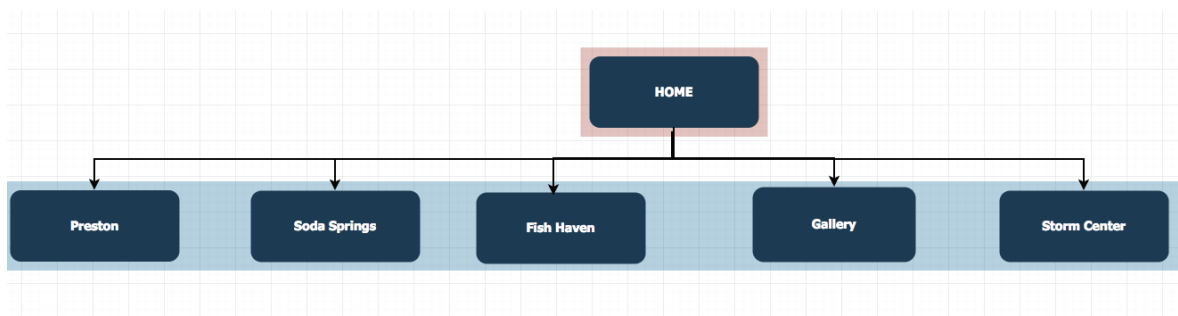 HOME
Preston
Soda Springs
Fish Haven
Gallery
Storm Center